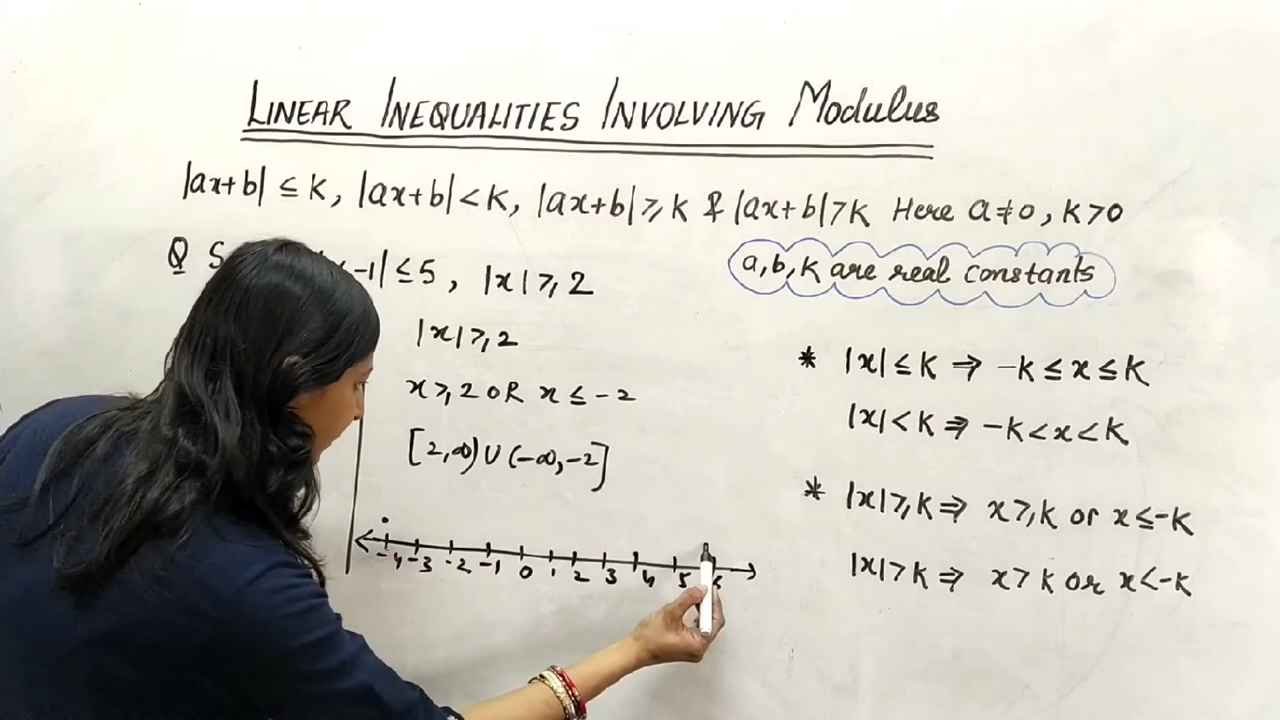 LINEAR INEQUALITIES INVOLVING Modulus
|ax+b| ≤ K, |ax+b| < K, |ax+b| ⩾ K & |ax+b| > K Here a≠0, K>0
Q -1| ≤ 5, |x| ⩾ 2
a, b, K are real constants
|x| ⩾ 2
x ⩾ 2 OR x ≤ -2
[2, ∞) ∪ (-∞, -2]
-4 -3 -2 -1 0 1 2 3 4 5 6
* |x| ≤ K ⇒ -K ≤ x ≤ K
|x| < K ⇒ -K < x < K
* |x| ⩾ K ⇒ x ⩾ K or x ≤ -K
|x| > K ⇒ x > K or x < -K